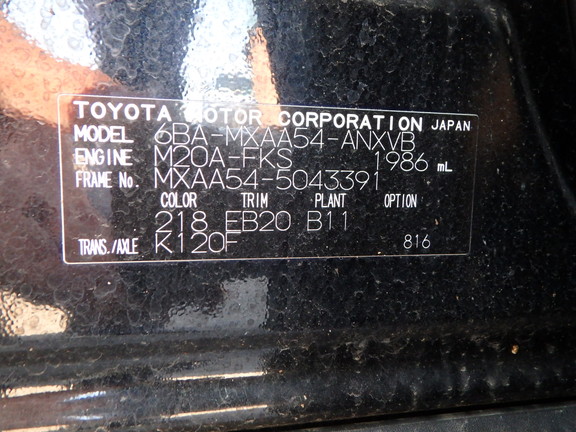 TOYOTA MOTOR CORPORATION JAPAN
MODEL 6BA-MXAA54-ANXVB
ENGINE M20A-FKS 1986 mL
FRAME No. MXAA54-5043391
COLOR TRIM PLANT OPTION
218 EB20 B11
TRANS./AXLE K120F 816